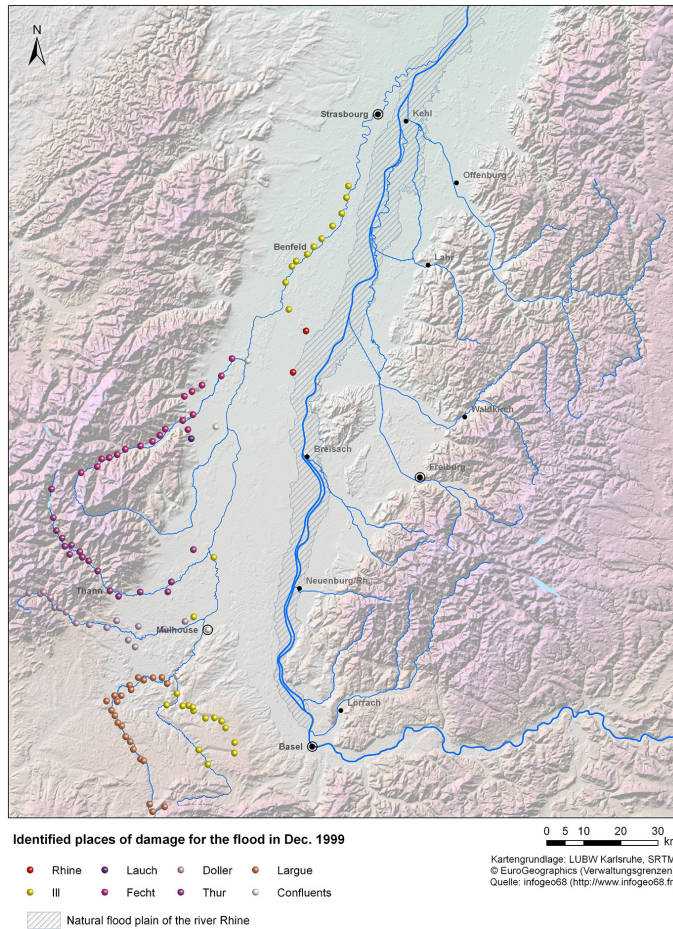 N
Strasbourg
Kehl
Offenburg
Benfeld
Lahr
Waldkirch
Breisach
Freiburg
Neuenburg/Rh.
Thann
Mulhouse
Lörrach
Basel
Identified places of damage for the flood in Dec. 1999
0 5 10 20 30
km
Rhine Lauch Doller Largue
Ill Fecht Thur Confluents
Natural flood plain of the river Rhine
Kartengrundlage: LUBW Karlsruhe, SRTM
© EuroGeographics (Verwaltungsgrenzen
Quelle: infogeo68 (http://www.infogeo68.fr